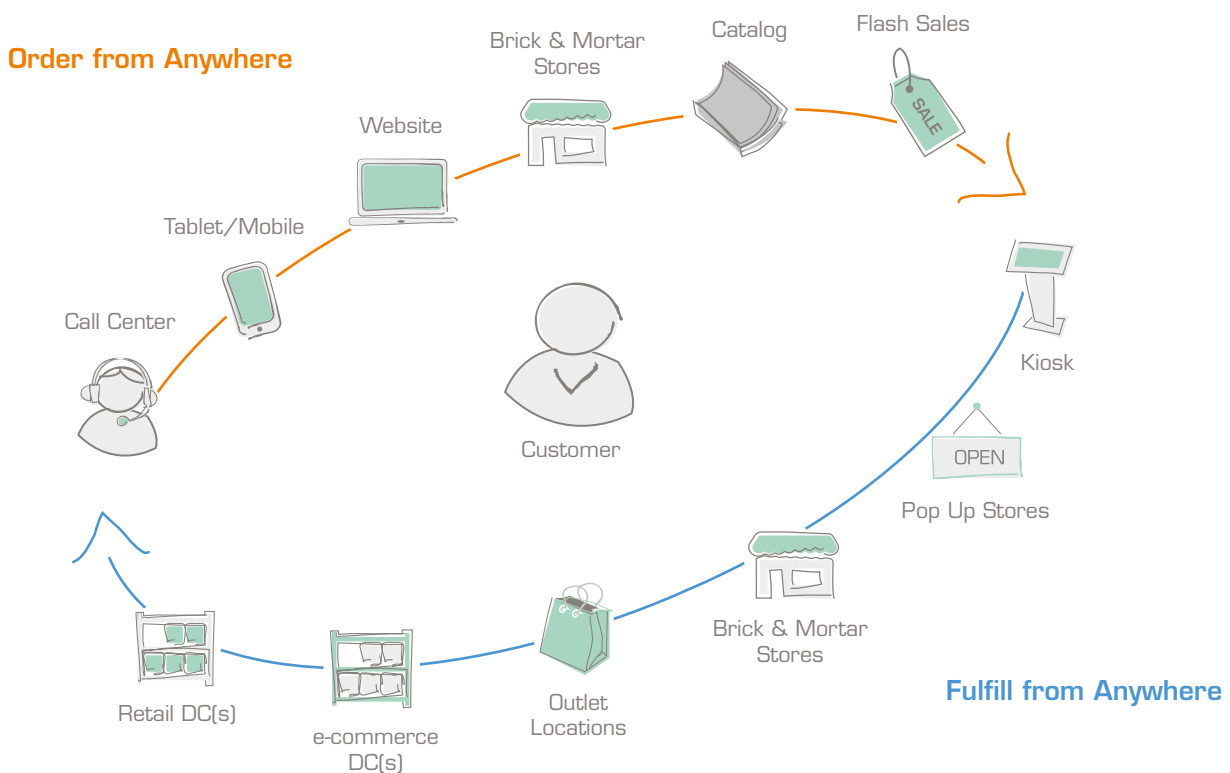 Order from Anywhere
Call Center
Tablet/Mobile
Website
Brick & Mortar
Stores
Catalog
Flash Sales
SALE
Customer
Kiosk
OPEN
Pop Up Stores
Brick & Mortar
Stores
Outlet
Locations
e-commerce
DC(s)
Retail DC(s)
Fulfill from Anywhere